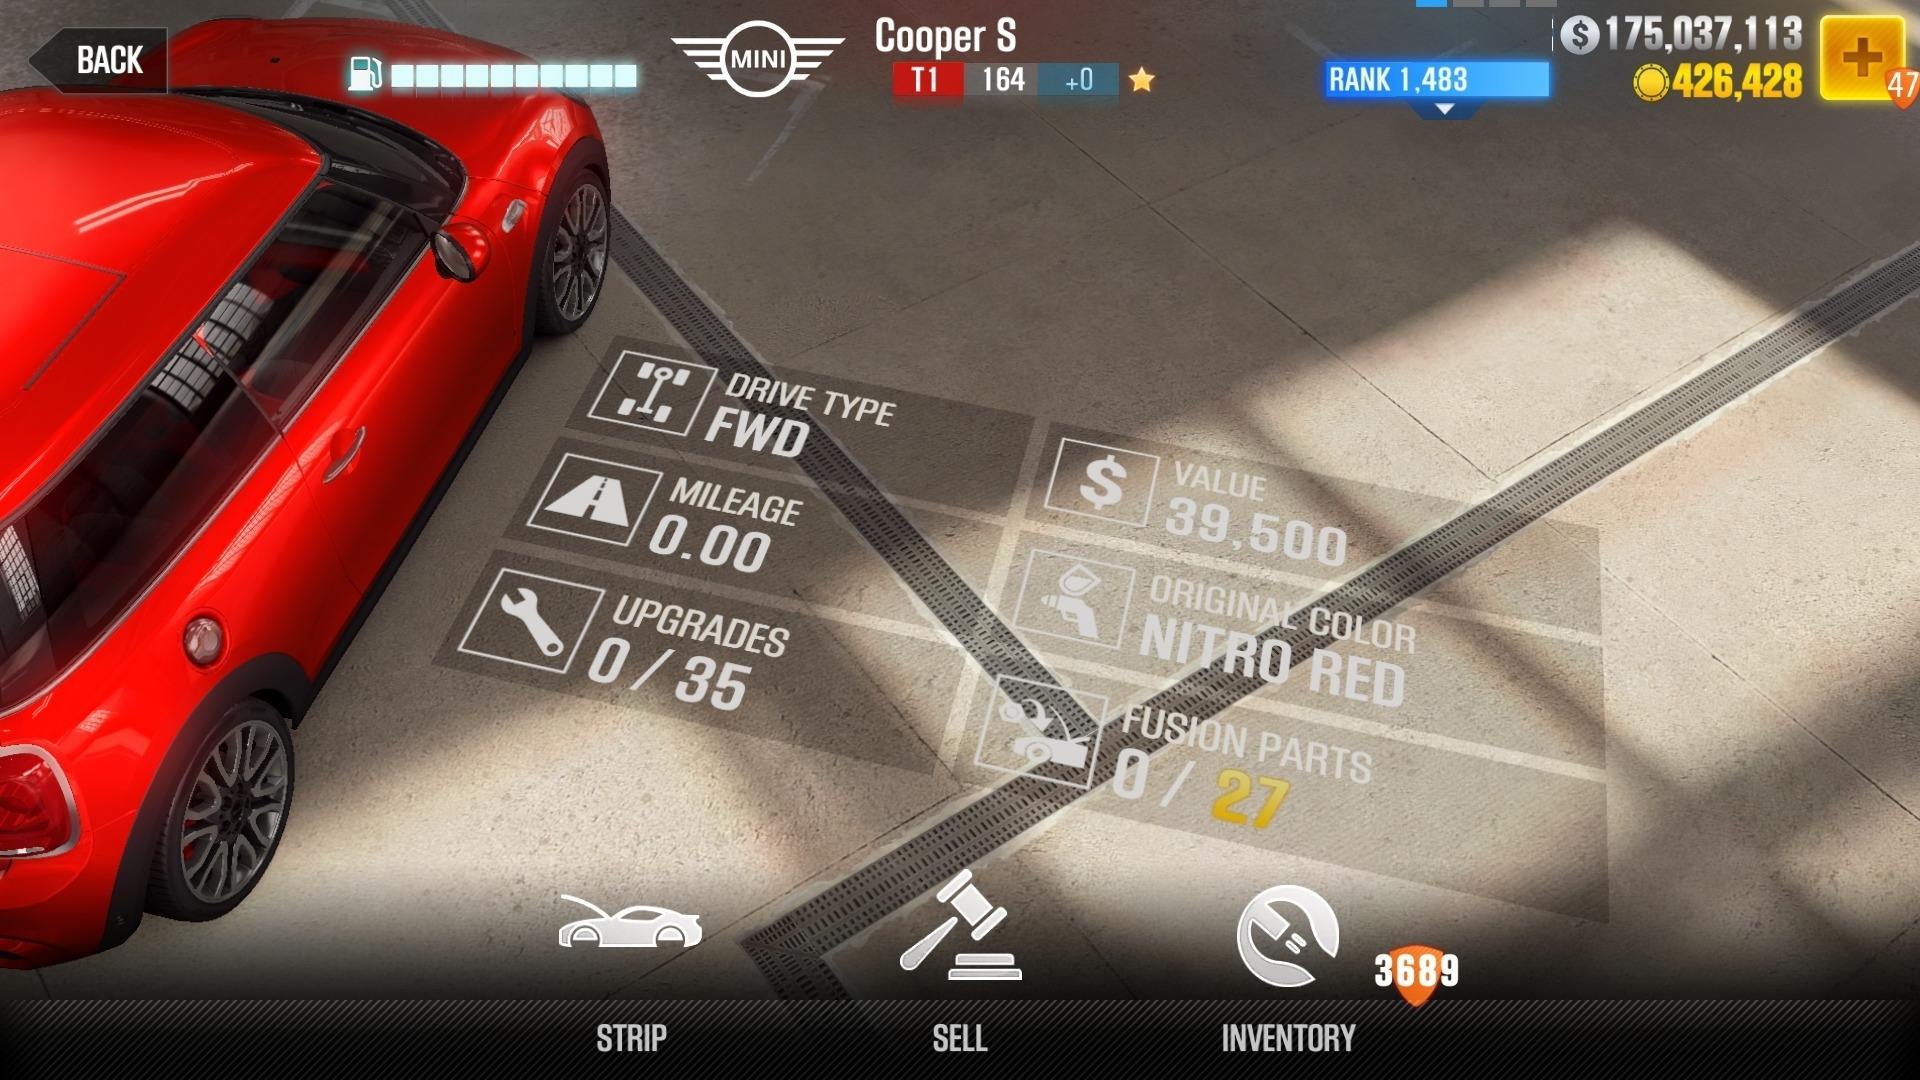 BACK
MINI
Cooper S
T1 164 +0
RANK 1,483
$ 175,037,113
426,428
+
47
DRIVE TYPE
FWD
MILEAGE
0.00
UPGRADES
0 / 35
$ VALUE
39,500
ORIGINAL COLOR
NITRO RED
FUSION PARTS
0 / 27
3689
STRIP
SELL
INVENTORY